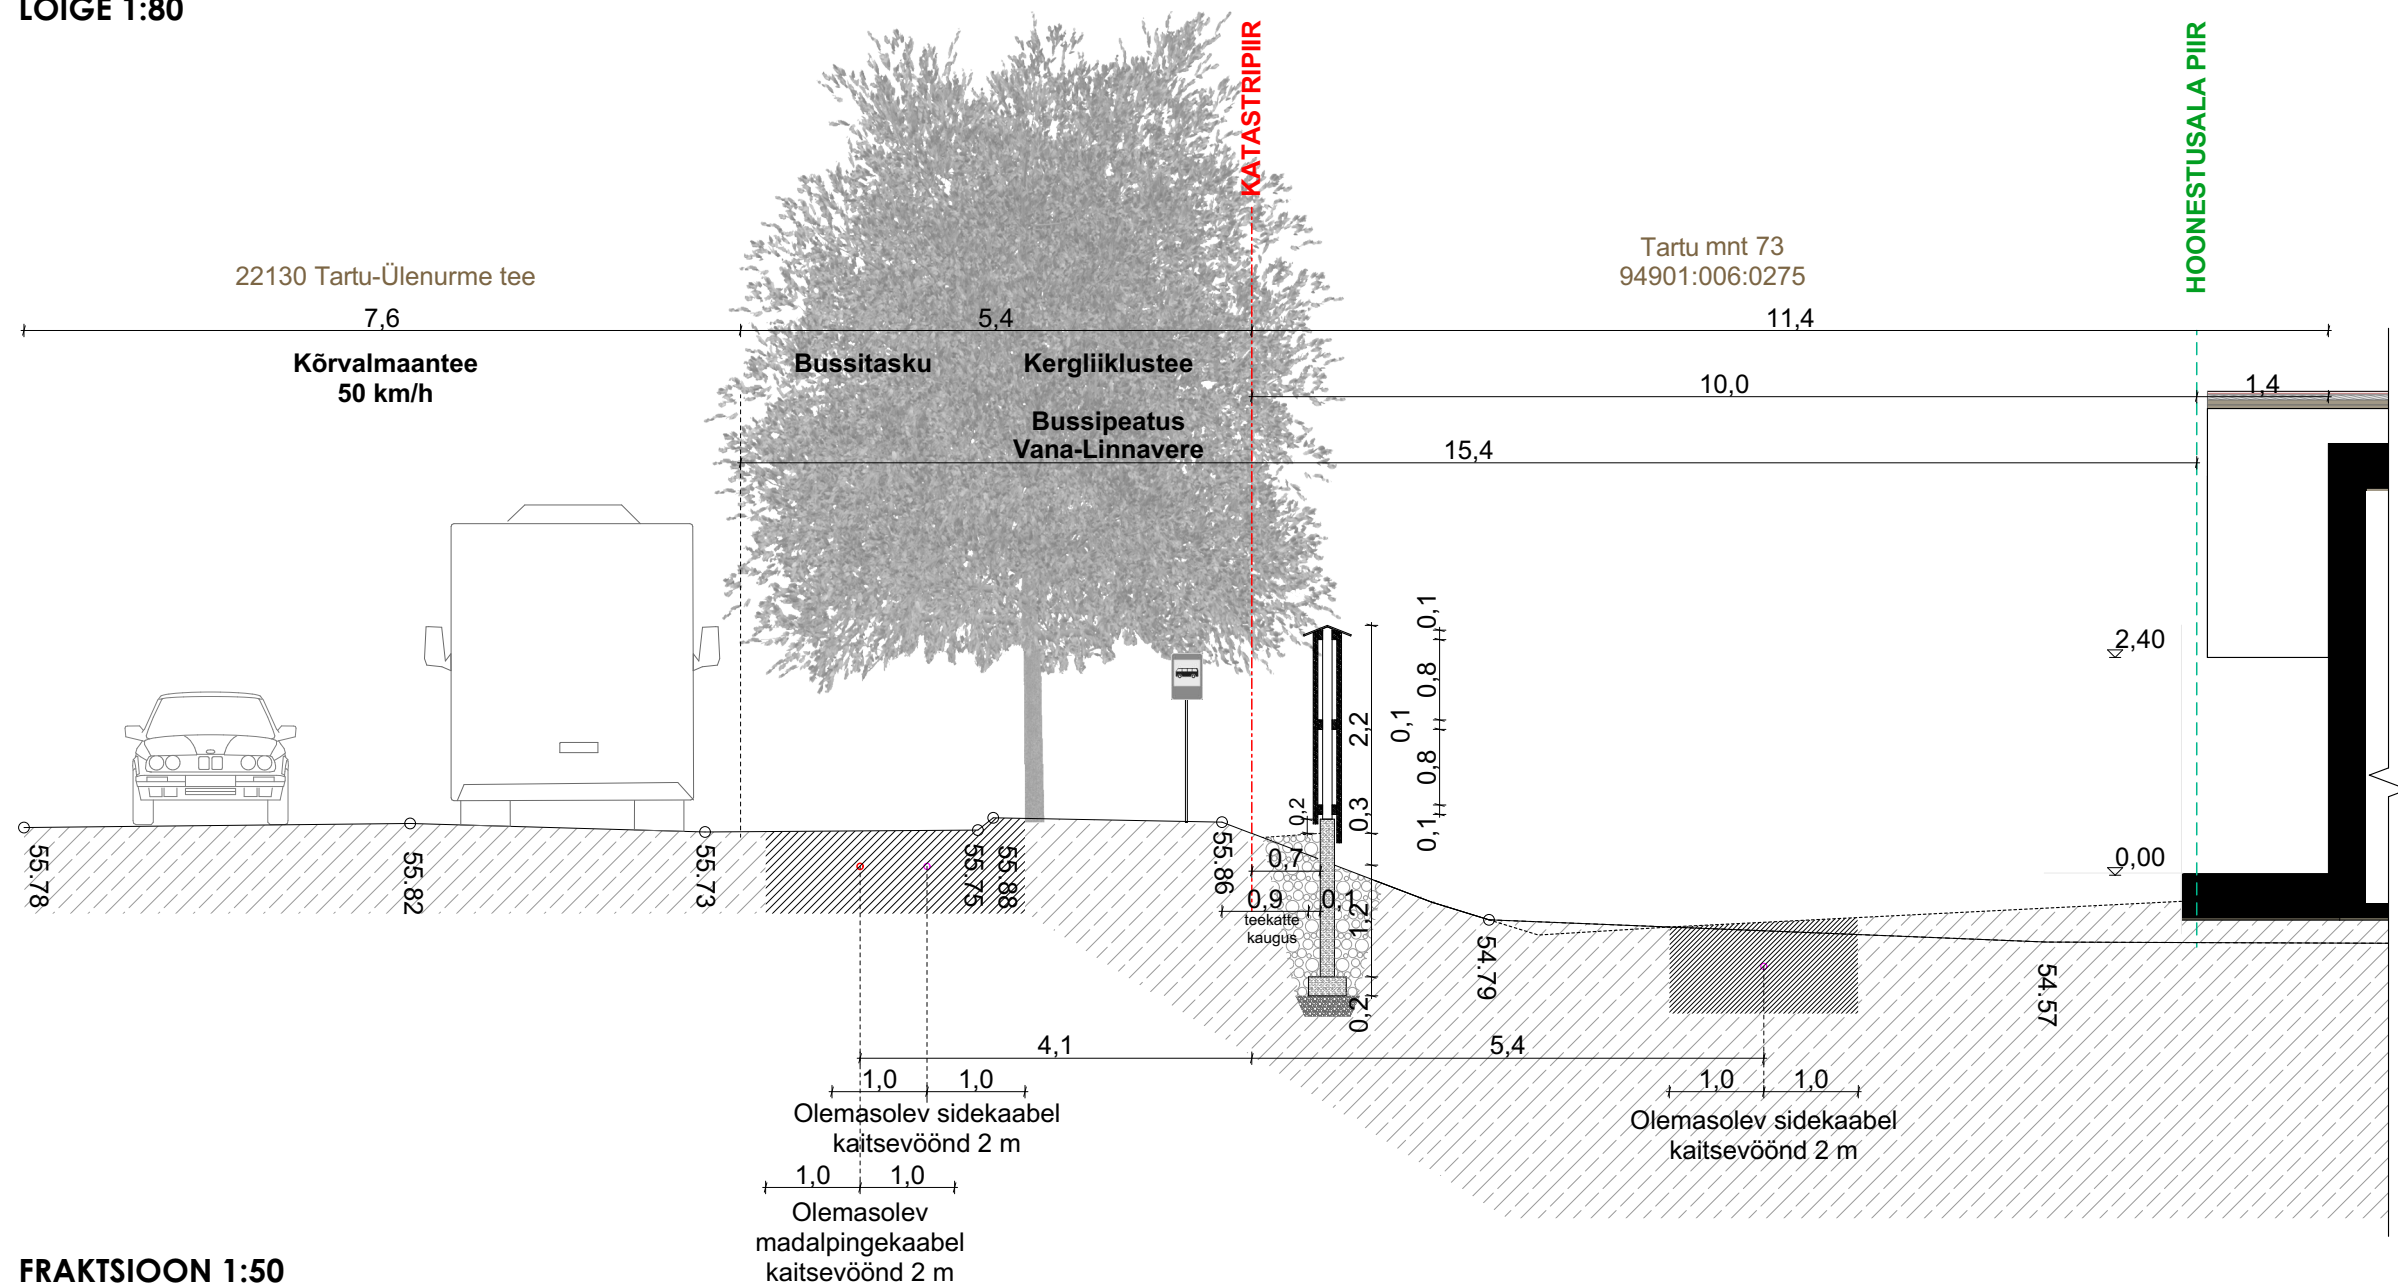 LÕIGE 1:80
KATASTRIPIIR
HOONESTUSALA PIIR
22130 Tartu-Ülenurme tee
Tartu mnt 73
94901:006:0275
7,6
5,4
11,4
Kõrvalmaantee
50 km/h
Bussitasku
Kergliiklustee
10,0
1,4
Bussipeatus
Vana-Linnavere
15,4
0,1
0,8
0,1
0,8
0,1
2,2
0,3
0,2
2,40
0,00
55.78
55.82
55.73
55.75
55.88
55.86
0,7
0,9
0,1
teekatte
kaugus
1,2
0,2
54.79
54.57
4,1
5,4
1,0
1,0
Olemasolev sidekaabel
kaitsevöönd 2 m
1,0
1,0
Olemasolev sidekaabel
kaitsevöönd 2 m
1,0
1,0
Olemasolev
madalpingekaabel
kaitsevöönd 2 m
FRAKTSIOON 1:50